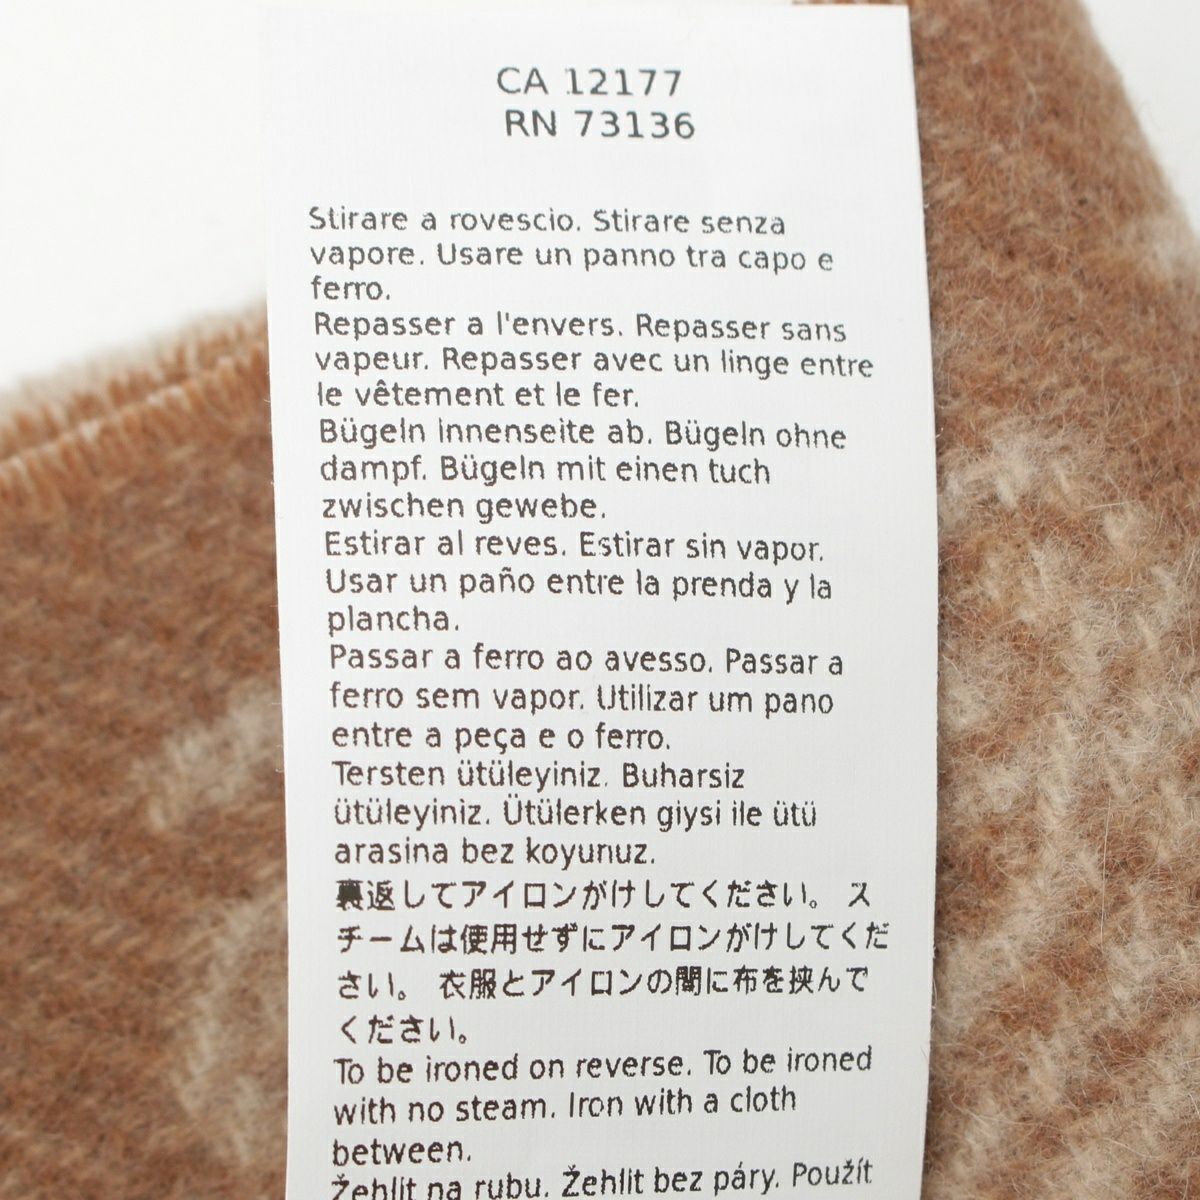 CA 12177
RN 73136
Stirare a rovescio. Stirare senza
vapore. Usare un panno tra capo e
ferro.
Repasser a l'envers. Repasser sans
vapeur. Repasser avec un linge entre
le vêtement et le fer.
Bügeln innenseite ab. Bügeln ohne
dampf. Bügeln mit einen tuch
zwischen gewebe.
Estirar al reves. Estirar sin vapor.
Usar un paño entre la prenda y la
plancha.
Passar a ferro ao avesso. Passar a
ferro sem vapor. Utilizar um pano
entre a peça e o ferro.
Tersten ütüleyiniz. Buharsiz
ütüleyiniz. Ütülerken giysi ile ütü
arasina bez koyunuz.
裏返してアイロンがけしてください。 ス
チームは使用せずにアイロンがけしてくだ
さい。 衣服とアイロンの間に布を挟んで
ください。
To be ironed on reverse. To be ironed
with no steam. Iron with a cloth
between.
Žehlit na rubu. Žehlit bez páry. Použít